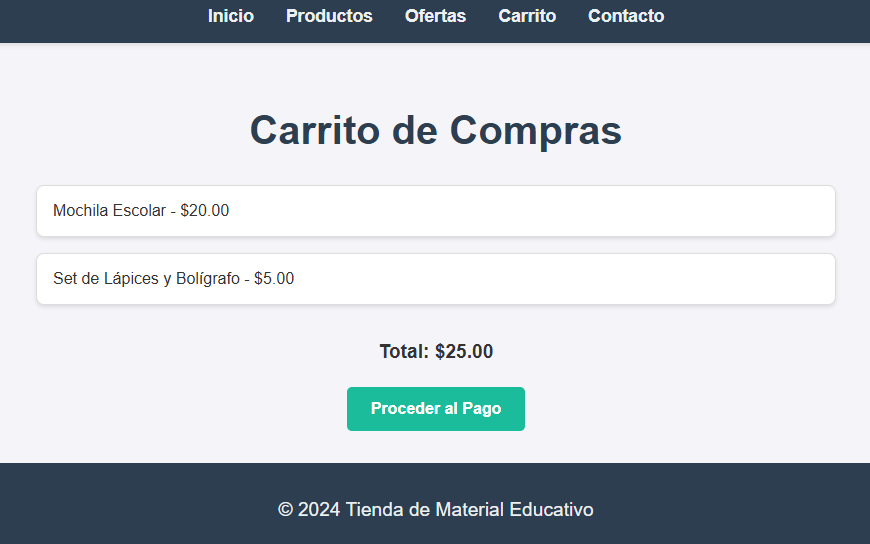 Inicio Productos Ofertas Carrito Contacto
Carrito de Compras
Mochila Escolar - $20.00
Set de Lápices y Bolígrafo - $5.00
Total: $25.00
Proceder al Pago
© 2024 Tienda de Material Educativo